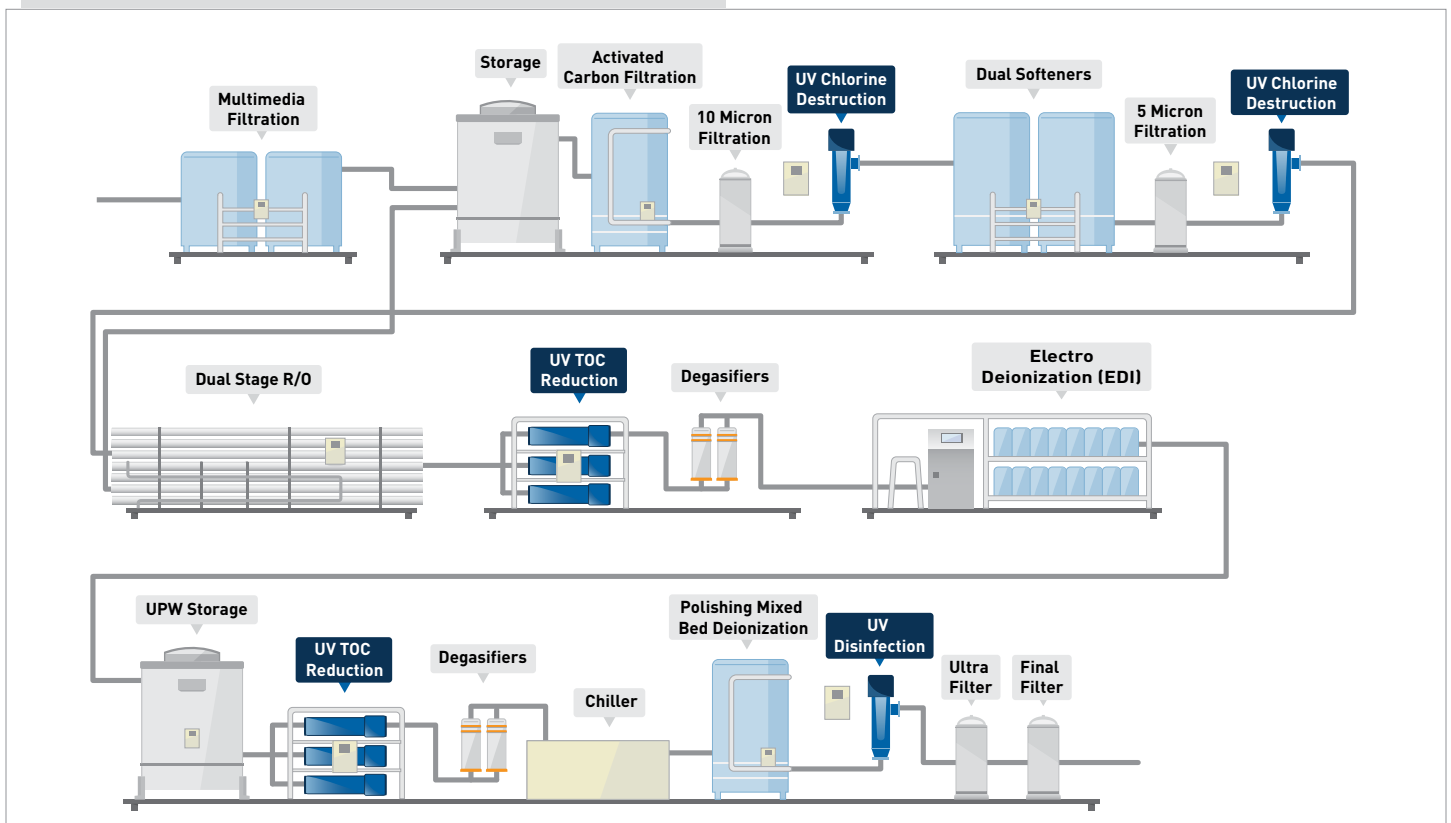 Multimedia
Filtration
Storage
Activated
Carbon Filtration
10 Micron
Filtration
UV Chlorine
Destruction
Dual Softeners
5 Micron
Filtration
UV Chlorine
Destruction
Dual Stage R/O
UV TOC
Reduction
Degasifiers
Electro
Deionization (EDI)
UPW Storage
UV TOC
Reduction
Degasifiers
Chiller
Polishing Mixed
Bed Deionization
UV
Disinfection
Ultra
Filter
Final
Filter